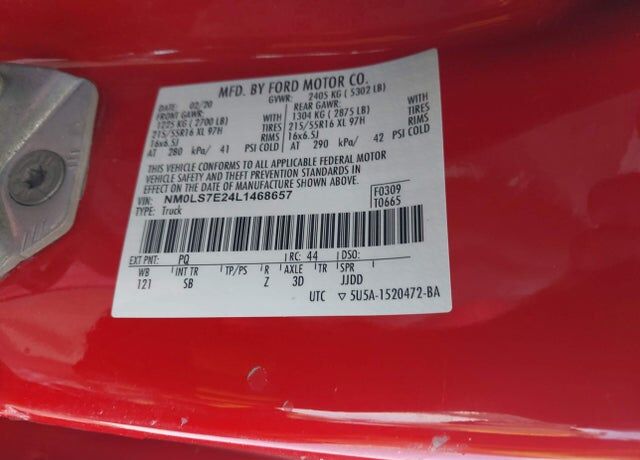 MFD. BY FORD MOTOR CO.
DATE: 02/20 GVWR: 2405 KG ( 5302 LB)
FRONT GAWR: REAR GAWR:
1225 KG ( 2700 LB) WITH 1304 KG ( 2875 LB) WITH
215/55R16 XL 97H TIRES 215/55R16 XL 97H TIRES
16x6.5J RIMS 16x6.5J RIMS
AT 280 kPa/ 41 PSI COLD AT 290 kPa/ 42 PSI COLD
THIS VEHICLE CONFORMS TO ALL APPLICABLE FEDERAL MOTOR
VEHICLE SAFETY AND THEFT PREVENTION STANDARDS IN
EFFECT ON THE DATE OF MANUFACTURE SHOWN ABOVE.
VIN: NM0LS7E24L1468657 F0309
TYPE: Truck T0665
EXT PNT: PQ RC: 44 DSO:
WB INT TR TP/PS R AXLE TR SPR
121 SB Z 3D JJDD
UTC ▽ 5U5A-1520472-BA